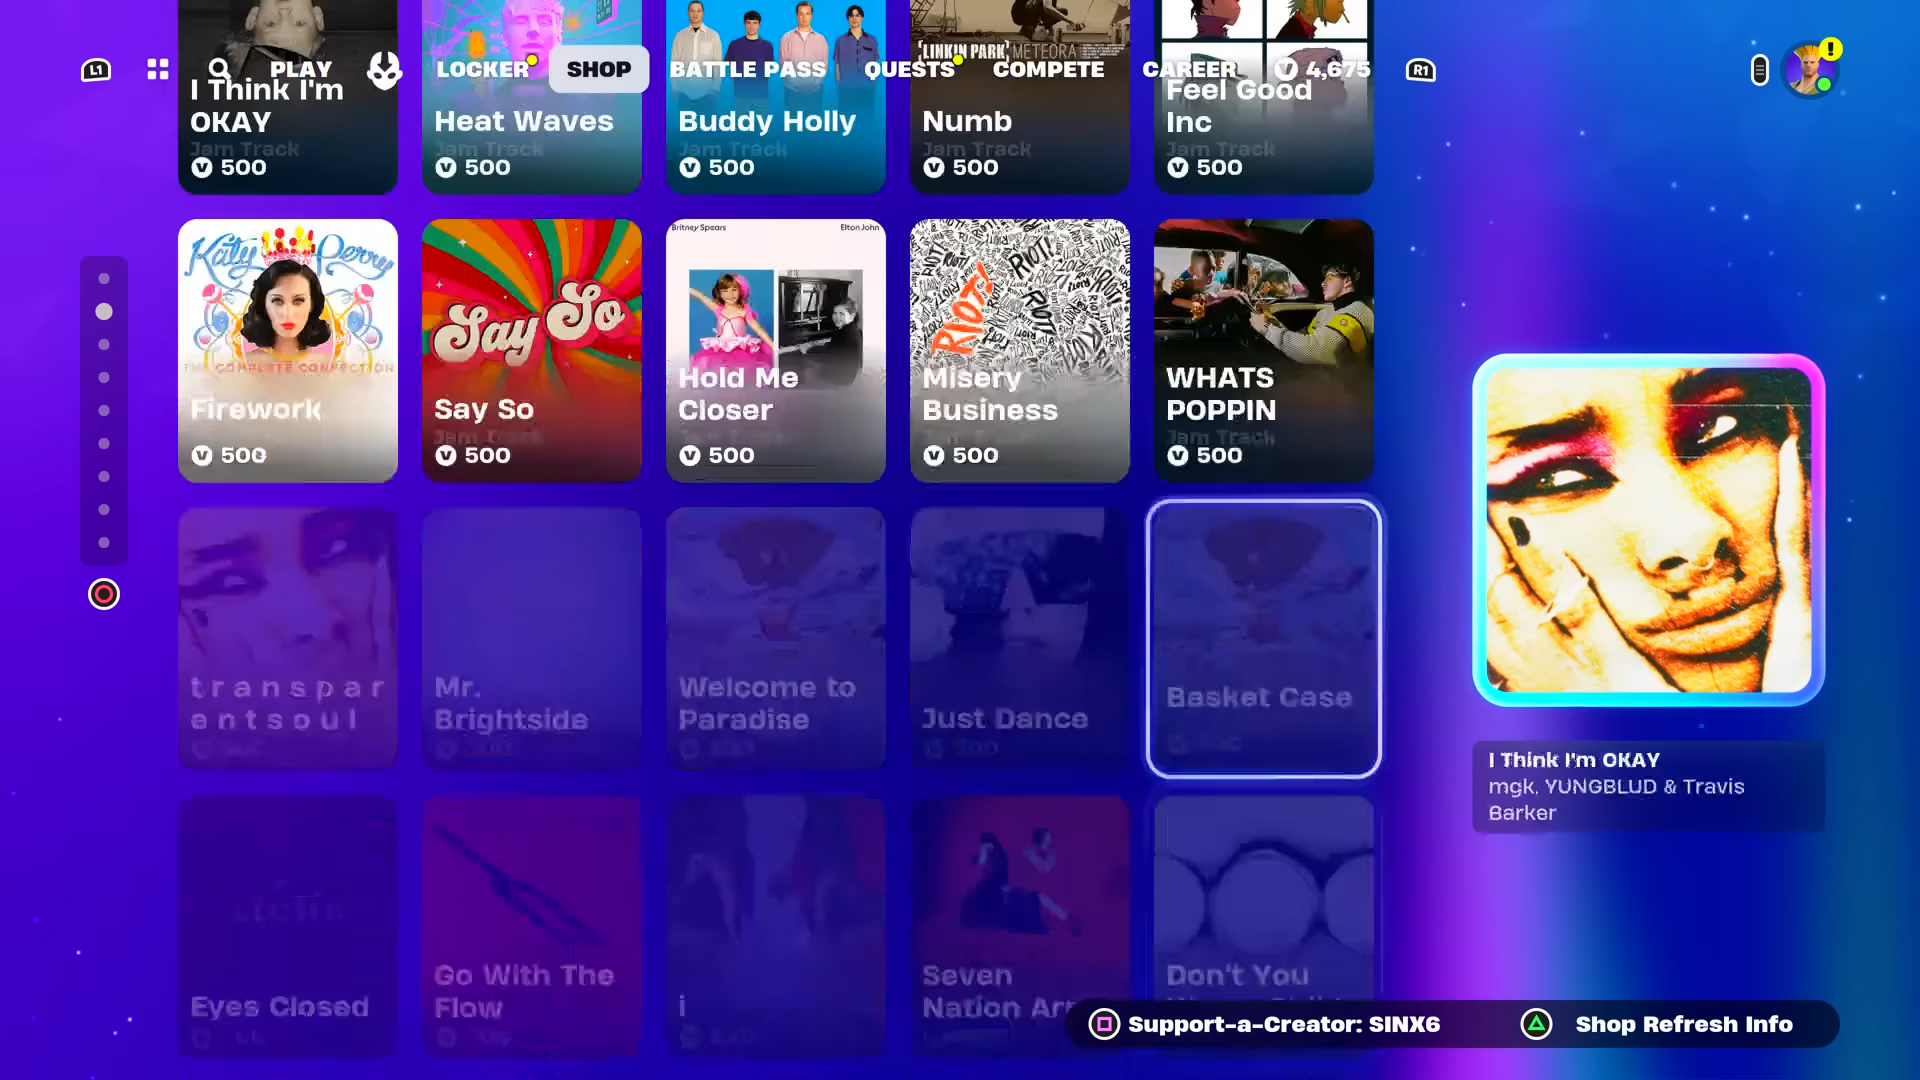 L1
PLAY
LOCKER
SHOP
BATTLE PASS
QUESTS
COMPETE
CAREER
4,675
R1
!
[LINKIN PARK] METEORA
I Think I'm
OKAY
Jam Track
500
Heat Waves
Jam Track
500
Buddy Holly
Jam Track
500
Numb
Jam Track
500
Feel Good
Inc
Jam Track
500
Katy Perry
THE COMPLETE CONFECTION
Firework
500
Say So
Say So
Jam Track
500
Britney Spears
Elton John
Hold Me
Closer
500
RIOT!
Misery
Business
500
WHATS
POPPIN
Jam Track
500
transpar
entsoul
Mr.
Brightside
Welcome to
Paradise
Just Dance
Basket Case
I Think I'm OKAY
mgk, YUNGBLUD & Travis
Barker
Eyes Closed
Go With The
Flow
i
Seven
Nation Ar
Don't You
Support-a-Creator: SINX6
Shop Refresh Info